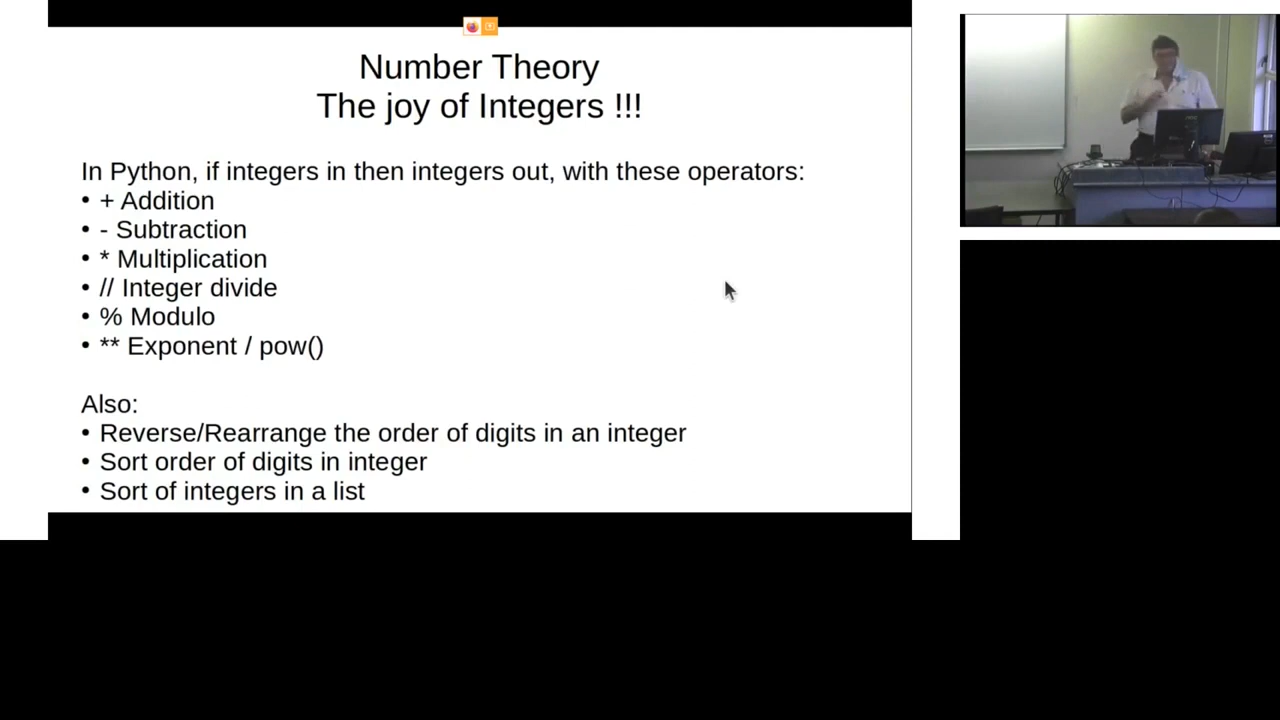 Number Theory
The joy of Integers !!!
In Python, if integers in then integers out, with these operators:
• + Addition
• - Subtraction
• * Multiplication
• // Integer divide
• % Modulo
• ** Exponent / pow()
Also:
• Reverse/Rearrange the order of digits in an integer
• Sort order of digits in integer
• Sort of integers in a list